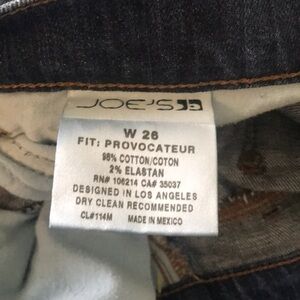 JOE'S
W 26
FIT: PROVOCATEUR
98% COTTON/COTON
2% ELASTAN
RN# 106214 CA# 35037
DESIGNED IN LOS ANGELES
DRY CLEAN RECOMMENDED
CL#114M MADE IN MEXICO